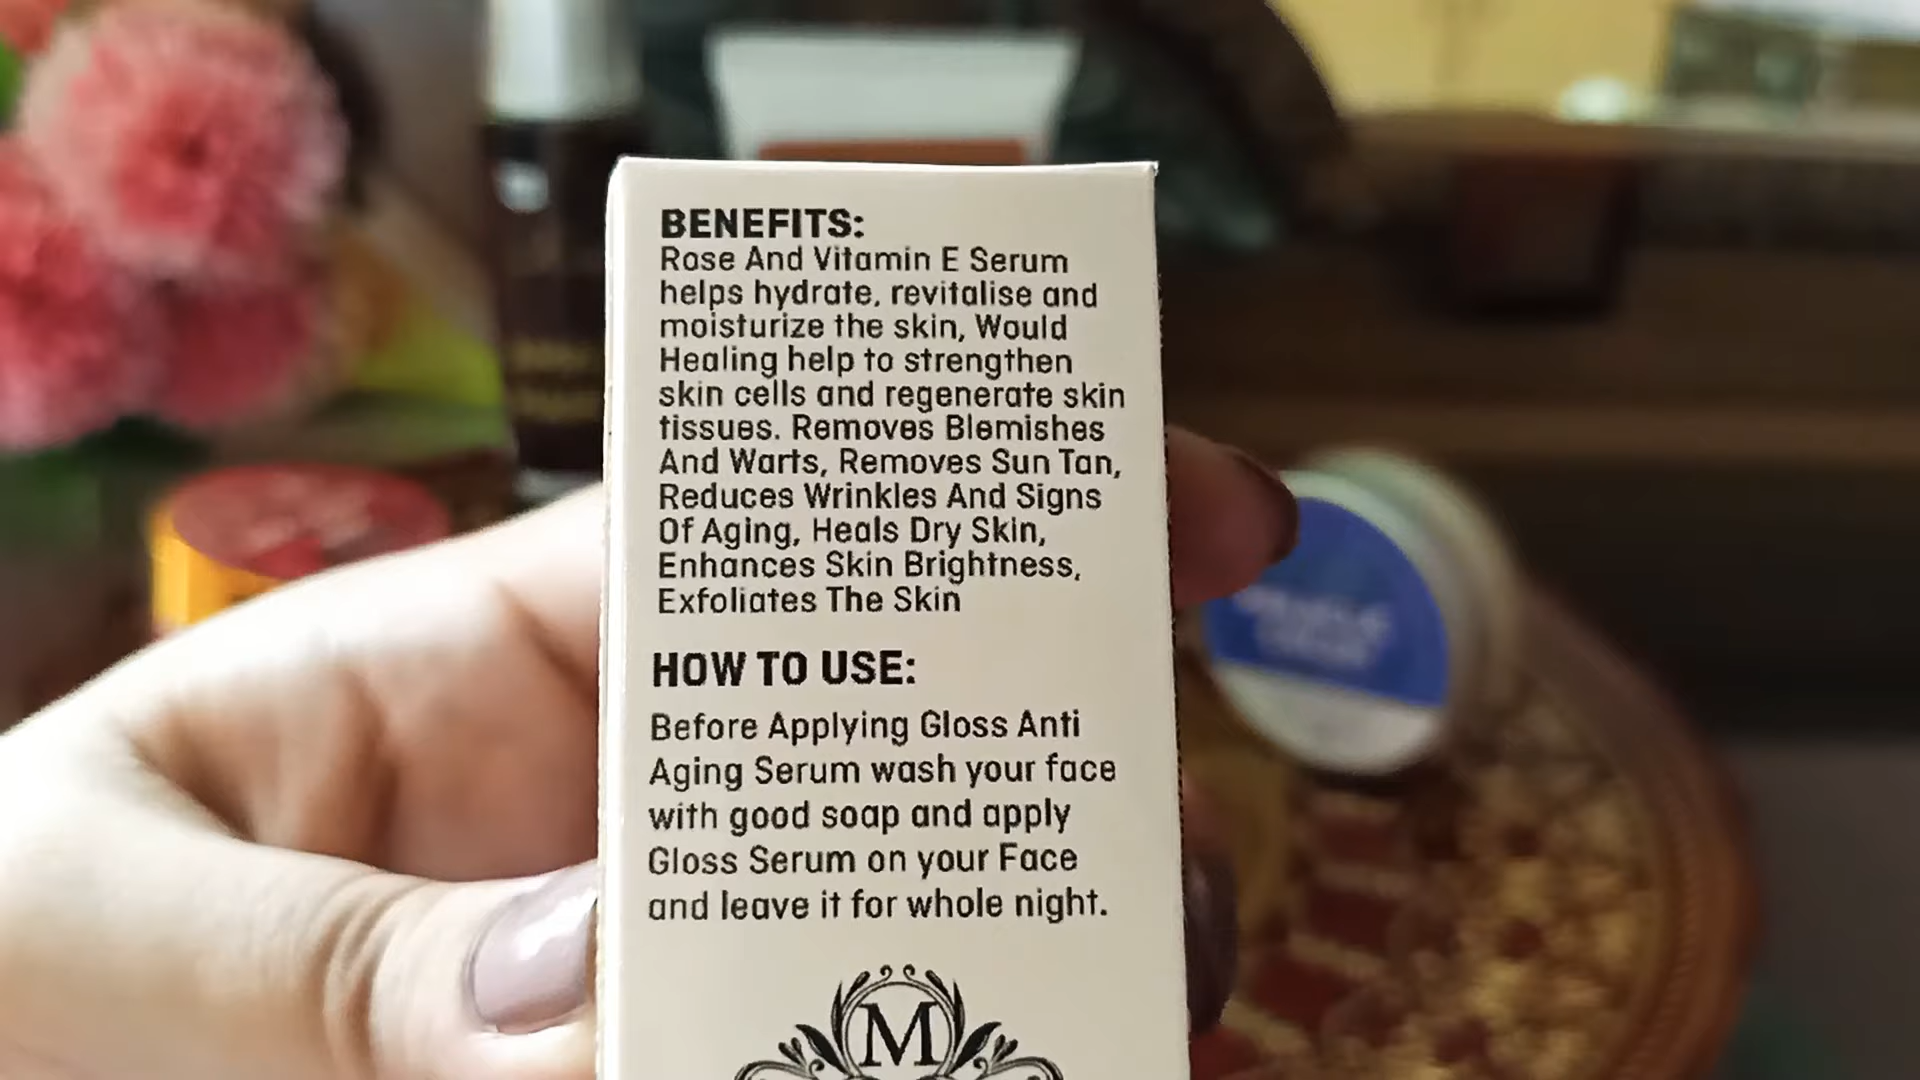 BENEFITS:
Rose And Vitamin E Serum
helps hydrate, revitalise and
moisturize the skin, Would
Healing help to strengthen
skin cells and regenerate skin
tissues. Removes Blemishes
And Warts, Removes Sun Tan,
Reduces Wrinkles And Signs
Of Aging, Heals Dry Skin,
Enhances Skin Brightness,
Exfoliates The Skin
HOW TO USE:
Before Applying Gloss Anti
Aging Serum wash your face
with good soap and apply
Gloss Serum on your Face
and leave it for whole night.
M